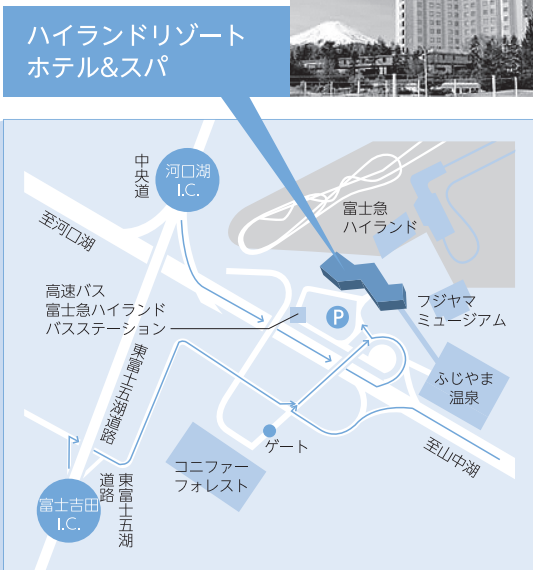 ハイランドリゾート
ホテル&スパ
中央道
河口湖
I.C.
至河口湖
富士急
ハイランド
高速バス
富士急ハイランド
バスステーション
P
フジヤマ
ミュージアム
東富士五湖道路
ふじやま
温泉
ゲート
至山中湖
コニファー
フォレスト
東富士五湖
道路
富士吉田
I.C.